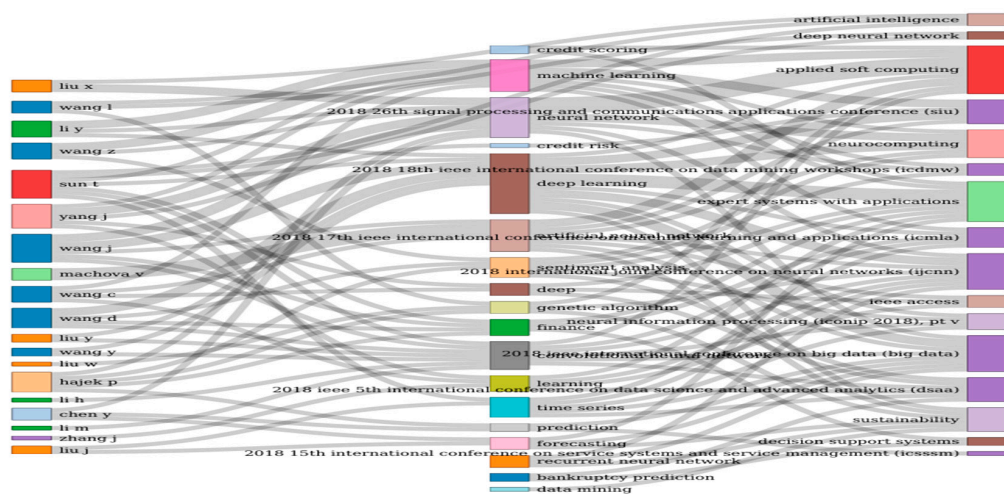 liu x
wang l
li y
wang z
sun t
yang j
wang j
machova v
wang c
wang d
liu y
wang y
liu w
hajek p
li h
chen y
li m
zhang j
liu j
credit scoring
machine learning
neural network
credit risk
deep learning
artificial neural network
sentiment analysis
deep
genetic algorithm
finance
convolutional neural network
learning
time series
prediction
forecasting
recurrent neural network
bankruptcy prediction
data mining
artificial intelligence
deep neural network
applied soft computing
2018 26th signal processing and communications applications conference (siu)
neurocomputing
2018 18th ieee international conference on data mining workshops (icdmw)
expert systems with applications
2018 17th ieee international conference on machine learning and applications (icmla)
2018 international joint conference on neural networks (ijcnn)
ieee access
neural information processing (iconip 2018), pt v
2018 ieee international conference on big data (big data)
2018 ieee 5th international conference on data science and advanced analytics (dsaa)
sustainability
decision support systems
2018 15th international conference on service systems and service management (icsssm)